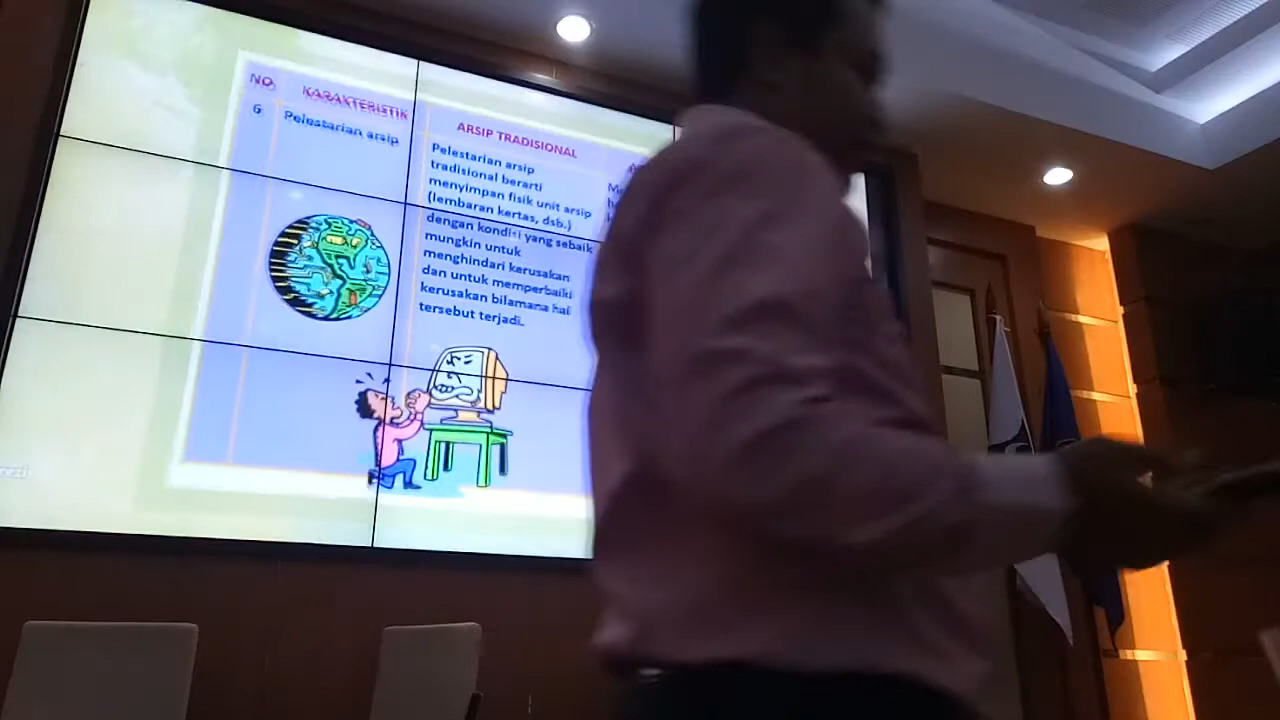 NO
KARAKTERISTIK
ARSIP TRADISIONAL
6
Pelestarian arsip
Pelestarian arsip
tradisional berarti
menyimpan fisik unit arsip
(lembaran kertas, dsb.)
dengan kondisi yang sebaik
mungkin untuk
menghindari kerusakan
dan untuk memperbaiki
kerusakan bilamana hal
tersebut terjadi.